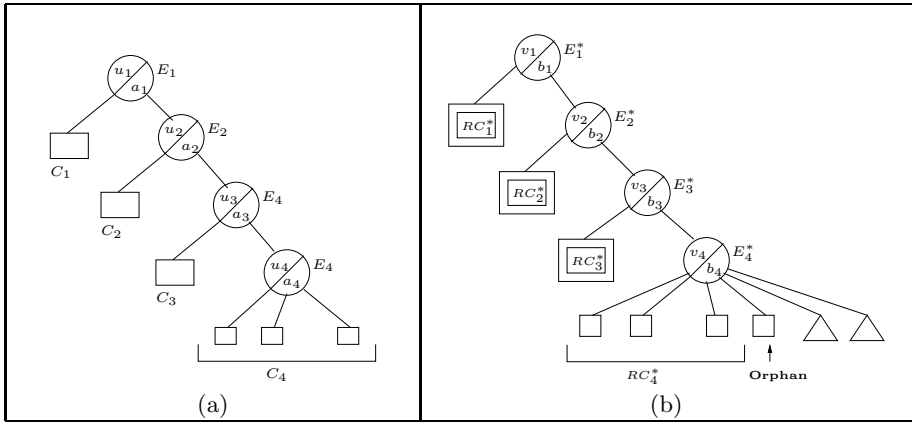 u1 a1 E1
C1
u2 a2 E2
C2
u3 a3 E4
C3
u4 a4 E4
C4
(a)
v1 b1 E1*
RC1*
v2 b2 E2*
RC2*
v3 b3 E3*
RC3*
v4 b4 E4*
RC4*
Orphan
(b)